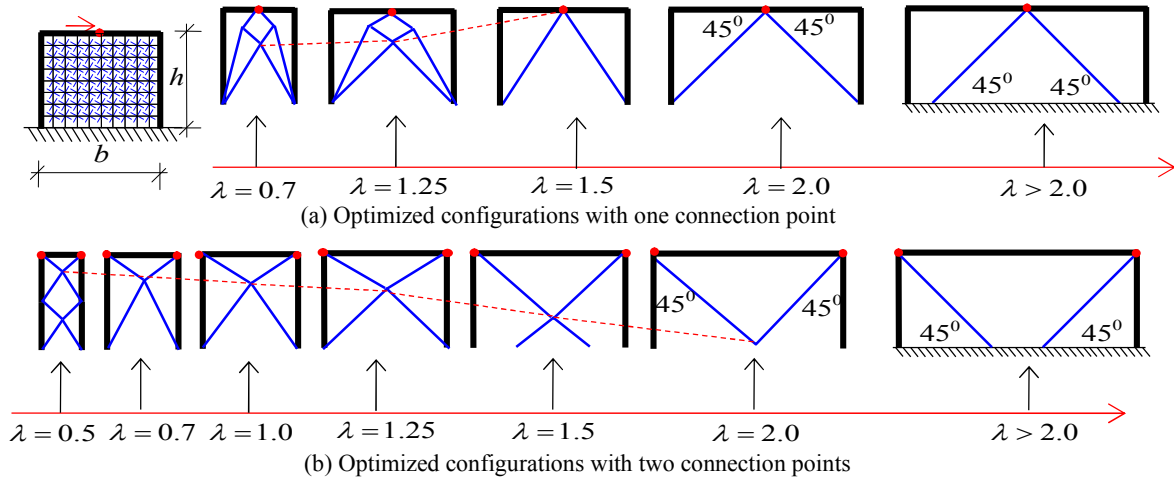 h
b
45⁰ 45⁰
45⁰ 45⁰
λ = 0.7 λ = 1.25 λ = 1.5 λ = 2.0 λ > 2.0
(a) Optimized configurations with one connection point
45⁰ 45⁰ 45⁰ 45⁰
λ = 0.5 λ = 0.7 λ = 1.0 λ = 1.25 λ = 1.5 λ = 2.0 λ > 2.0
(b) Optimized configurations with two connection points